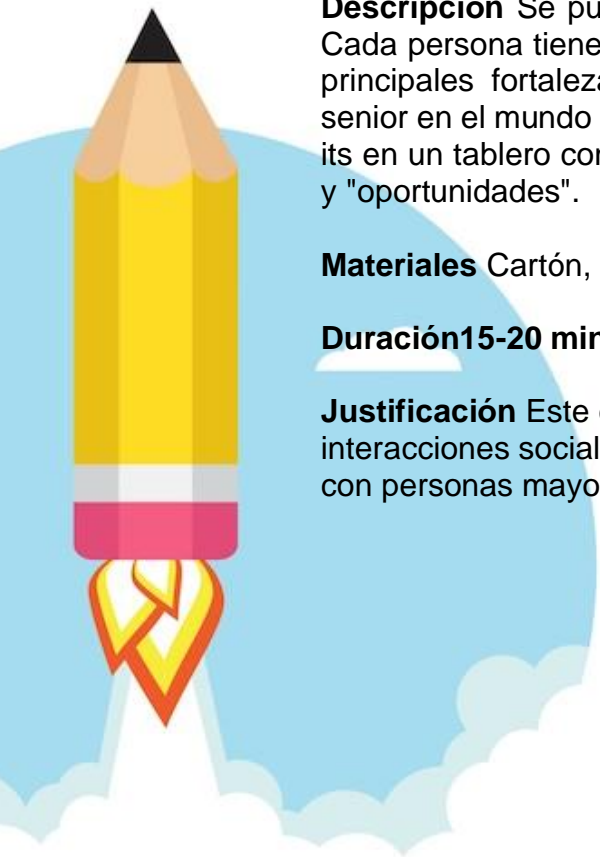 Descripción Se pu
Cada persona tiene
principales fortalez
senior en el mundo
its en un tablero con
y "oportunidades".
Materiales Cartón,
Duración15-20 min
Justificación Este
interacciones social
con personas mayo